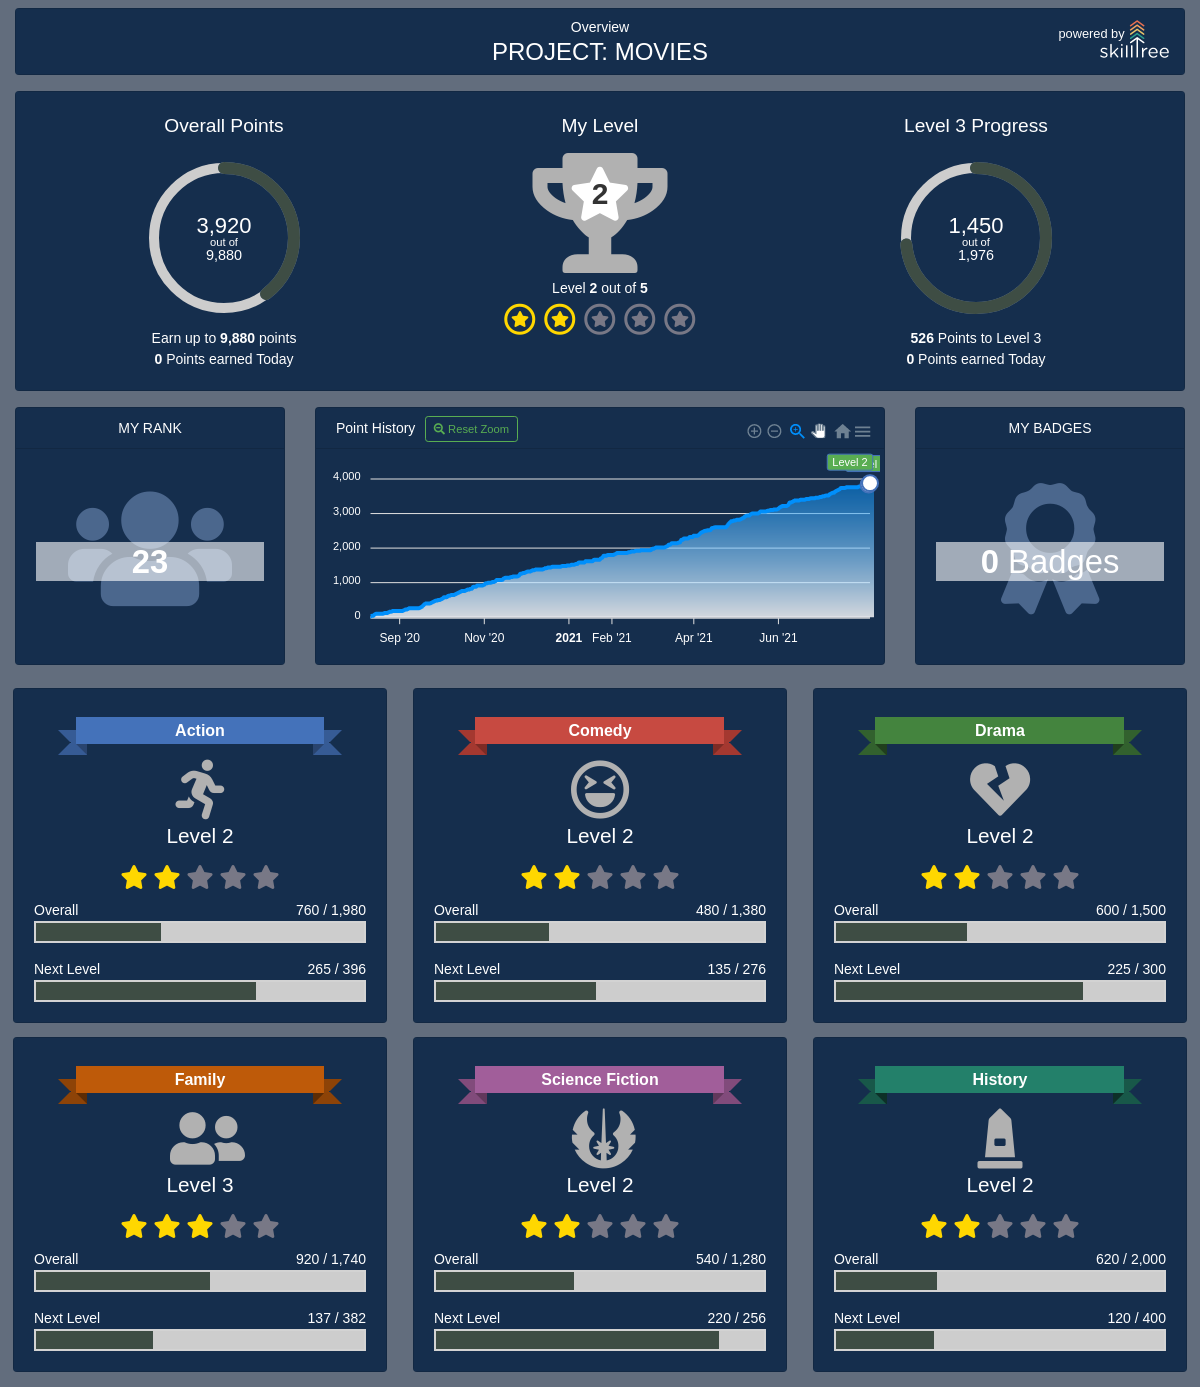 Overview
PROJECT: MOVIES
powered by
skilltree
Overall Points
My Level
Level 3 Progress
3,920
out of
9,880
2
1,450
out of
1,976
Level 2 out of 5
Earn up to 9,880 points
0 Points earned Today
526 Points to Level 3
0 Points earned Today
MY RANK
23
Point History
Reset Zoom
Level 2
4,000
3,000
2,000
1,000
0
Sep '20
Nov '20
2021
Feb '21
Apr '21
Jun '21
MY BADGES
0 Badges
Action
Level 2
Overall 760 / 1,980
Next Level 265 / 396
Comedy
Level 2
Overall 480 / 1,380
Next Level 135 / 276
Drama
Level 2
Overall 600 / 1,500
Next Level 225 / 300
Family
Level 3
Overall 920 / 1,740
Next Level 137 / 382
Science Fiction
Level 2
Overall 540 / 1,280
Next Level 220 / 256
History
Level 2
Overall 620 / 2,000
Next Level 120 / 400